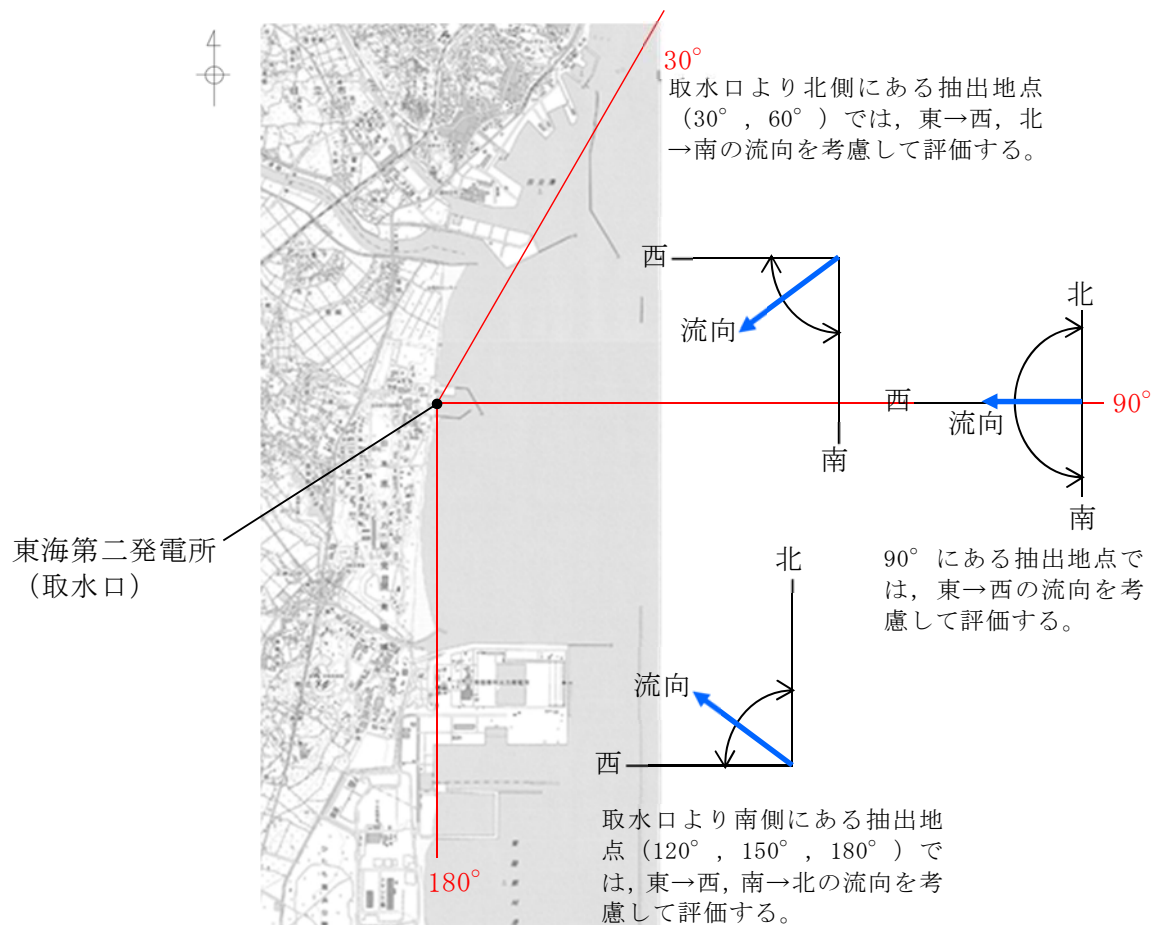 4
30°
取水口より北側にある抽出地点
（30°，60°）では，東→西，北
→南の流向を考慮して評価する。
西
流向
南
北
西
流向
90°
南
90°にある抽出地点で
は，東→西の流向を考
慮して評価する。
東海第二発電所
（取水口）
北
流向
西
取水口より南側にある抽出地
点（120°，150°，180°）で
は，東→西，南→北の流向を考
慮して評価する。
180°